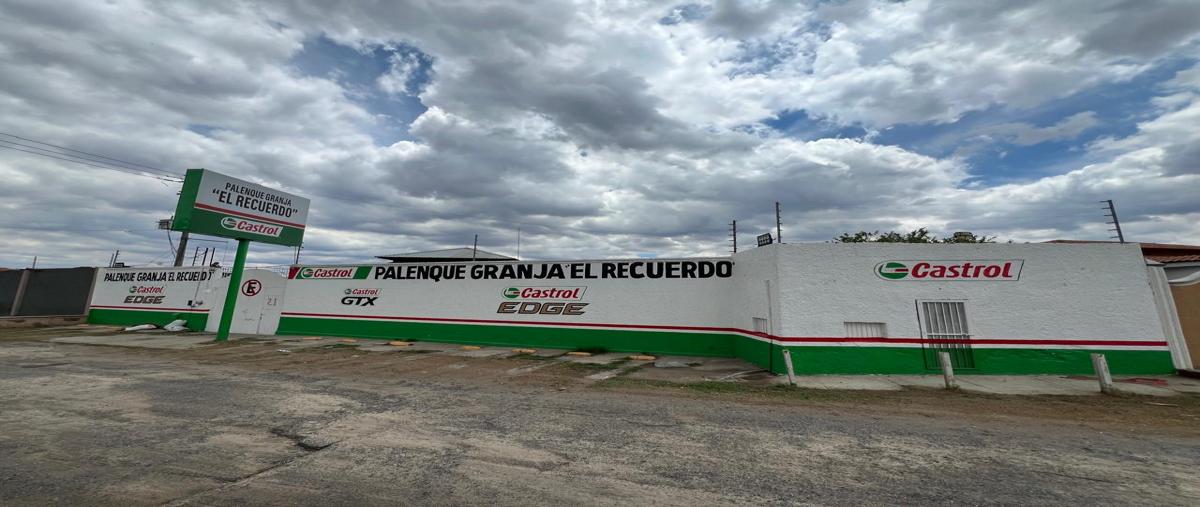 PALENQUE GRANJA
"EL RECUERDO"
Castrol
PALENQUE GRANJA "EL RECUERDO"
Castrol
EDGE
E
21
Castrol
PALENQUE GRANJA "EL RECUERDO"
Castrol
GTX
Castrol
EDGE
Castrol